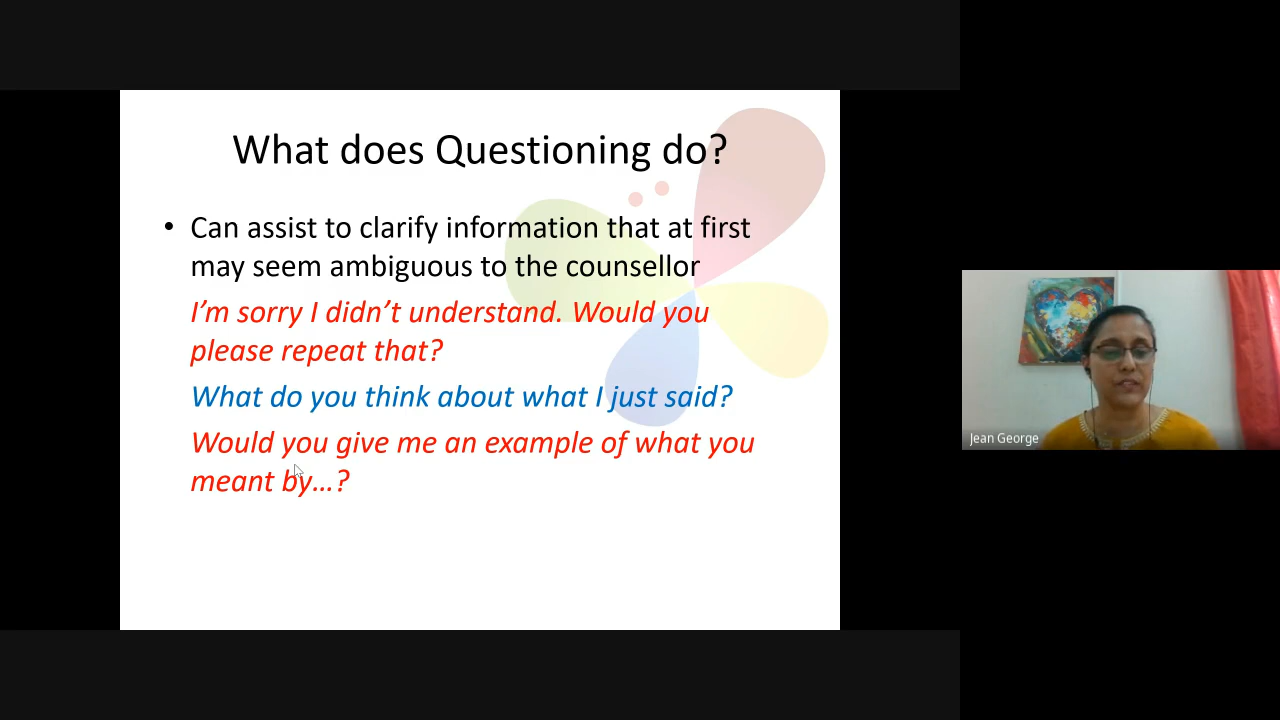 What does Questioning do?
• Can assist to clarify information that at first
may seem ambiguous to the counsellor
I’m sorry I didn’t understand. Would you
please repeat that?
What do you think about what I just said?
Would you give me an example of what you
meant by...?
Jean George